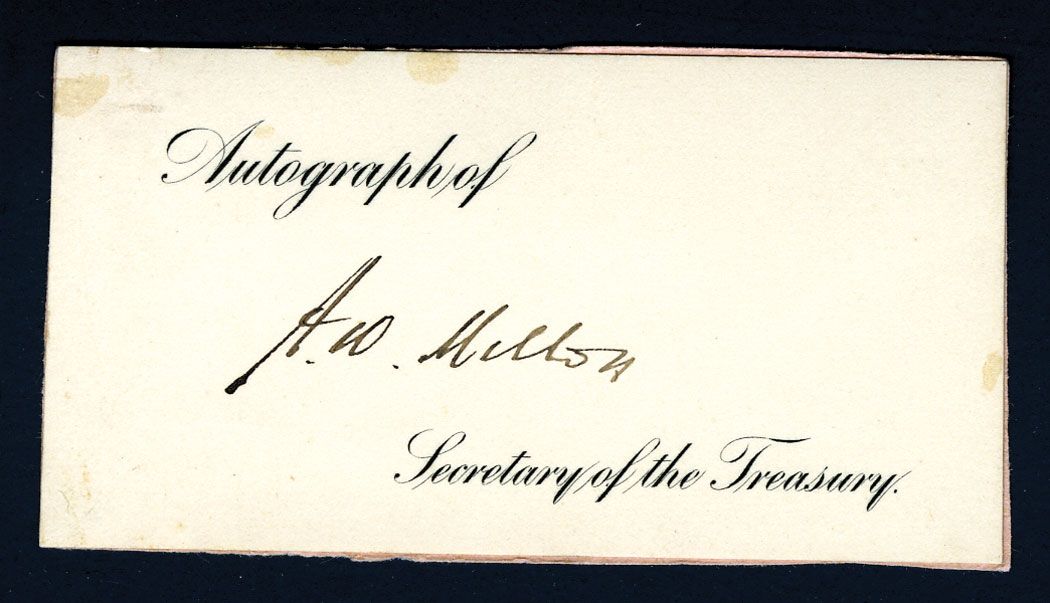 Autograph of
A. W. Mellon
Secretary of the Treasury.